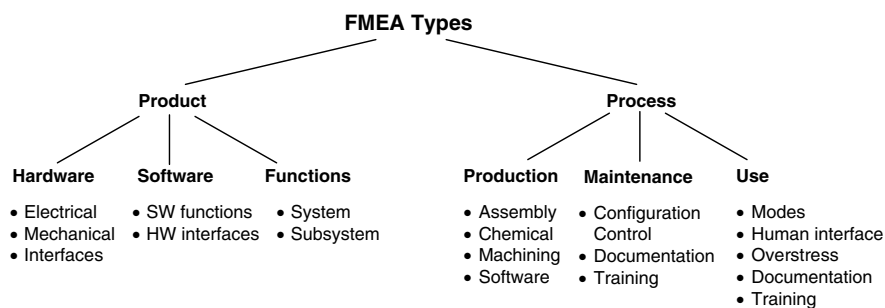 FMEA Types
Product
Process
Hardware
Software
Functions
Production
Maintenance
Use
• Electrical
• Mechanical
• Interfaces
• SW functions
• HW interfaces
• System
• Subsystem
• Assembly
• Chemical
• Machining
• Software
• Configuration
Control
• Documentation
• Training
• Modes
• Human interface
• Overstress
• Documentation
• Training